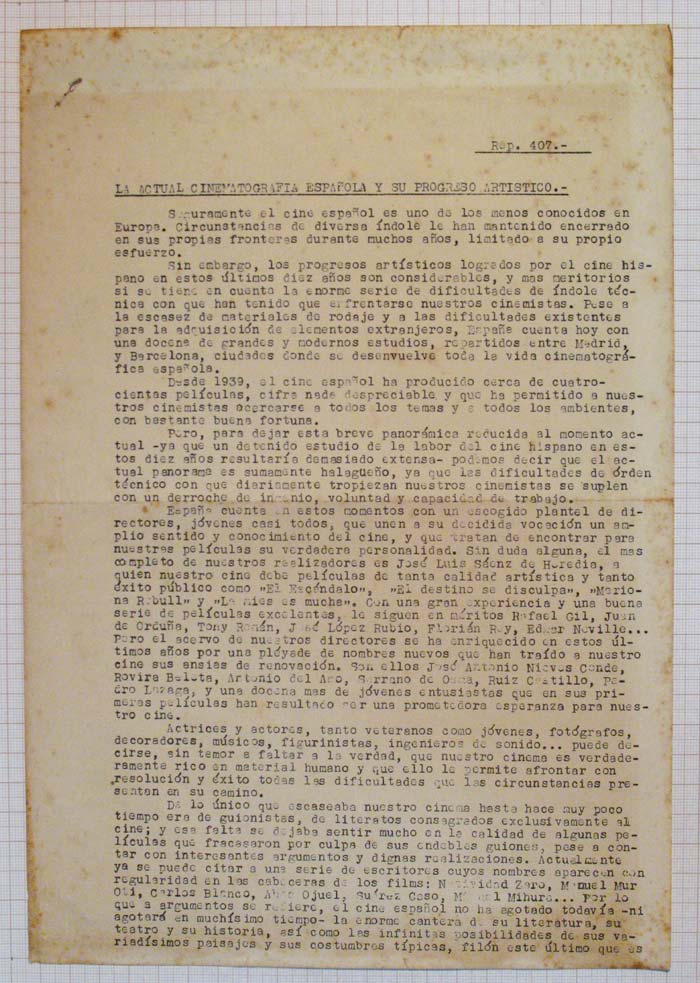 Rep. 407.-
LA ACTUAL CINEMATOGRAFIA ESPAÑOLA Y SU PROGRESO ARTISTICO.-
Seguramente el cine español es uno de los menos conocidos en
Europa. Circunstancias de diversa índole le han mantenido encerrado
en sus propias fronteras durante muchos años, limitado a su propio
esfuerzo.
Sin embargo, los progresos artísticos logrados por el cine his-
pano en estos últimos diez años son considerables, y mas meritorios
si se tiene en cuenta la enorme serie de dificultades de índole téc-
nica con que han tenido que enfrentarse nuestros cinemistas. Pese a
la escasez de materiales de rodaje y a las dificultades existentes
para la adquisición de elementos extranjeros, España cuenta hoy con
una docena de grandes y modernos estudios, repartidos entre Madrid,
y Barcelona, ciudades donde se desenvuelve toda la vida cinematográ-
fica española.
Desde 1939, el cine español ha producido cerca de cuatro-
cientas películas, cifra nada despreciable y que ha permitido a nues-
tros cinemistas acercarse a todos los temas y a todos los ambientes,
con bastante buena fortuna.
Pero, para dejar esta breve panorámica reducida al momento ac-
tual -ya que un detenido estudio de la labor del cine hispano en es-
tos diez años resultaría demasiado extensa- podemos decir que el ac-
tual panorama es sumamente halagüeño, ya que las dificultades de órden
técnico con que diariamente tropiezan nuestros cinemistas se suplen
con un derroche de ingenio, voluntad y capacidad de trabajo.
España cuenta en estos momentos con un escogido plantel de di-
rectores, jóvenes casi todos, que unen a su decidida vocación un am-
plio sentido y conocimiento del cine, y que tratan de encontrar para
nuestras películas su verdadera personalidad. Sin duda alguna, el mas
completo de nuestros realizadores es José Luis Sáenz de Heredia, a
quien nuestro cine debe películas de tanta calidad artística y tanto
éxito público como "El Escándalo", "El destino se disculpa", "Mario-
na Rebull" y "La mies es mucha". Con una gran experiencia y una buena
serie de películas excelentes, le siguen en méritos Rafael Gil, Juan
de Orduña, Tony Román, José López Rubio, Florián Rey, Edgar Neville...
Pero el acervo de nuestros directores se ha enriquecido en estos úl-
timos años por una pléyade de nombres nuevos que han traído a nuestro
cine sus ansias de renovación. Son ellos José Antonio Nieves Conde,
Rovira Beleta, Antonio del Amo, Serrano de Osma, Ruiz Castillo, Pe-
dro Lazaga, y una docena mas de jóvenes entusiastas que en sus pri-
meras películas han resultado ser una prometedora esperanza para nues-
tro cine.
Actrices y actores, tanto veteranos como jóvenes, fotógrafos,
decoradores, músicos, figurinistas, ingenieros de sonido... puede de-
cirse, sin temor a faltar a la verdad, que nuestro cinema es verdade-
ramente rico en material humano y que ello le permite afrontar con
resolución y éxito todas las dificultades que las circunstancias pre-
sentan en su camino.
De lo único que escaseaba nuestro cinema hasta hace muy poco
tiempo era de guionistas, de literatos consagrados exclusivamente al
cine; y esa falta se dejaba sentir mucho en la calidad de algunas pe-
lículas que fracasaron por culpa de sus endebles guiones, pese a con-
tar con interesantes argumentos y dignas realizaciones. Actualmente
ya se puede citar a una serie de escritores cuyos nombres aparecen con
regularidad en las cabeceras de los films: Natividad Zaro, Manuel Mur
Oti, Carlos Blanco, Ojuel, Suárez Caso, Miguel Mihura... Por lo
que a argumentos se refiere, el cine español no ha agotado todavía -ni
agotará en muchísimo tiempo- la enorme cantera de su literatura, su
teatro y su historia, así como las infinitas posibilidades de sus va-
riadísimos paisajes y sus costumbres típicas, filón este último que es